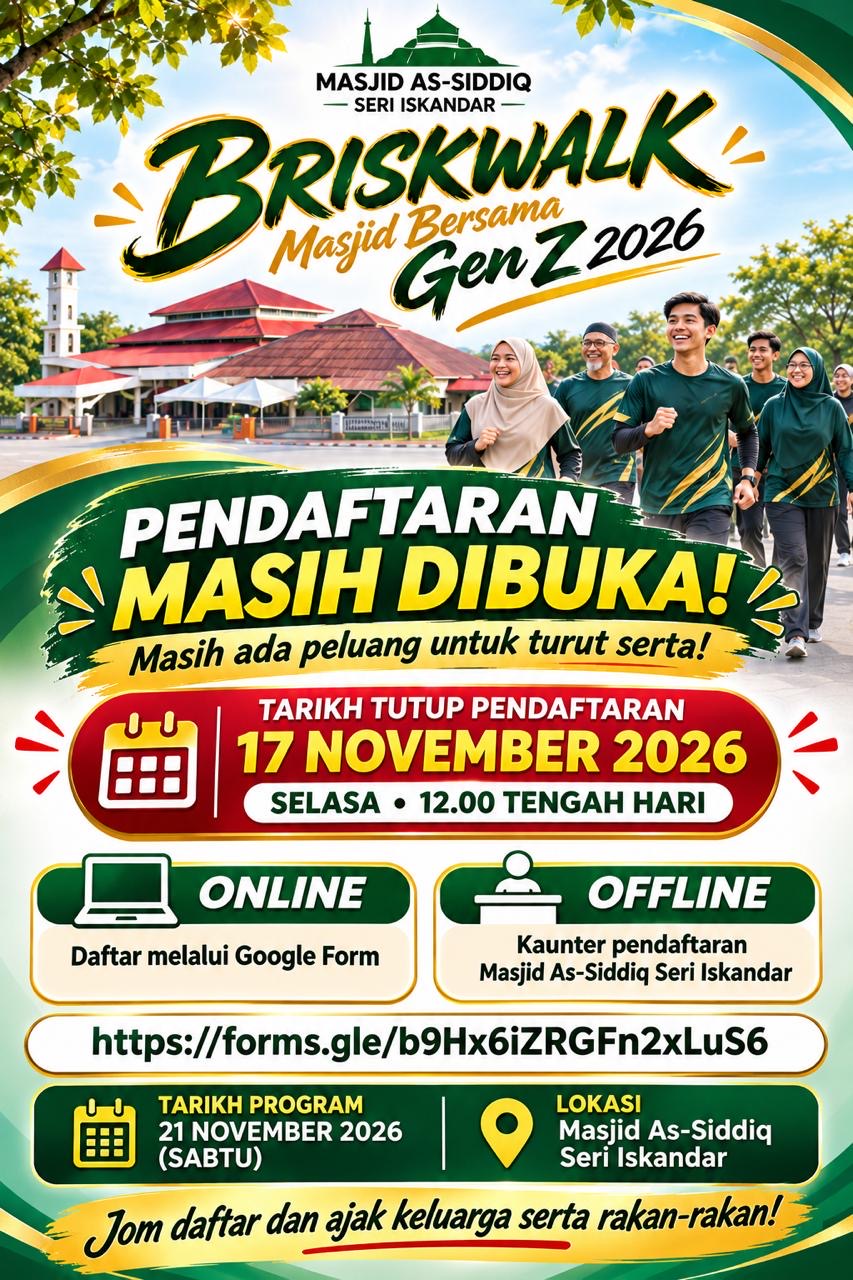 MASJID AS-SIDDIQ
SERI ISKANDAR
BRISKWALK
Masjid Bersama
Gen Z 2026
PENDAFTARAN
MASIH DIBUKA!
Masih ada peluang untuk turut serta!
TARIKH TUTUP PENDAFTARAN
17 NOVEMBER 2026
SELASA • 12.00 TENGAH HARI
ONLINE
Daftar melalui Google Form
OFFLINE
Kaunter pendaftaran
Masjid As-Siddiq Seri Iskandar
https://forms.gle/b9Hx6iZRGFn2xLuS6
TARIKH PROGRAM
21 NOVEMBER 2026
(SABTU)
LOKASI
Masjid As-Siddiq
Seri Iskandar
Jom daftar dan ajak keluarga serta rakan-rakan!